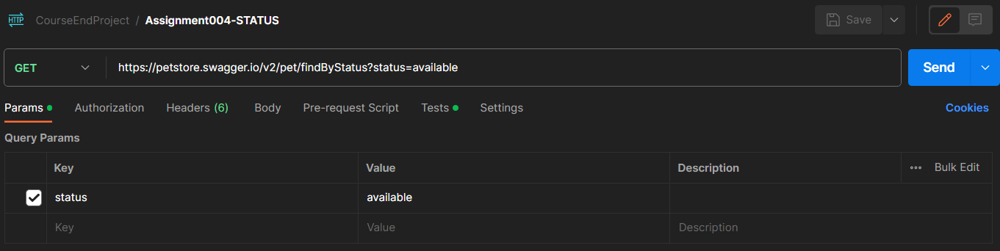 HTTP CourseEndProject / Assignment004-STATUS Save
GET https://petstore.swagger.io/v2/pet/findByStatus?status=available Send
Params Authorization Headers (6) Body Pre-request Script Tests Settings Cookies
Query Params
Key Value Description Bulk Edit
status available
Key Value Description